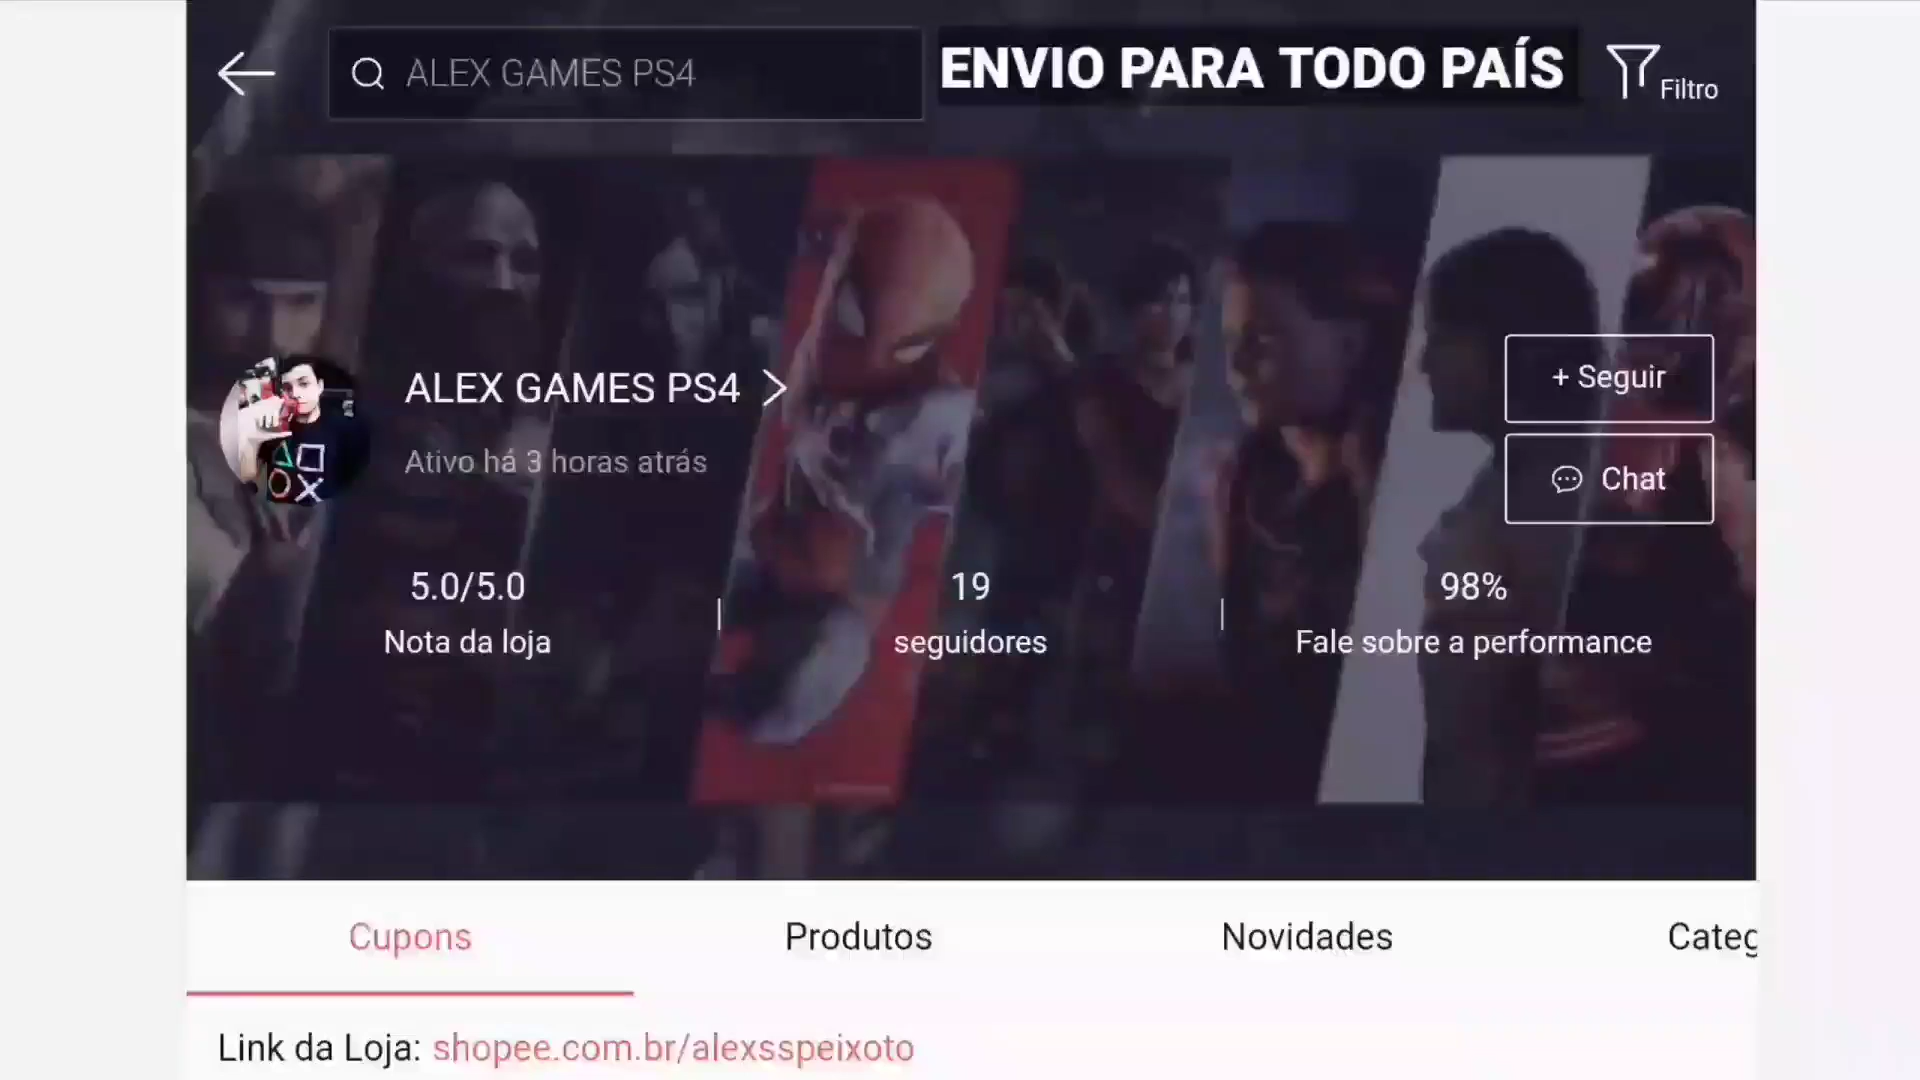 ALEX GAMES PS4
ENVIO PARA TODO PAÍS
Filtro
ALEX GAMES PS4
+ Seguir
Ativo há 3 horas atrás
Chat
5.0/5.0
19
98%
Nota da loja
seguidores
Fale sobre a performance
Cupons
Produtos
Novidades
Categ
Link da Loja: shopee.com.br/alexsspeixoto